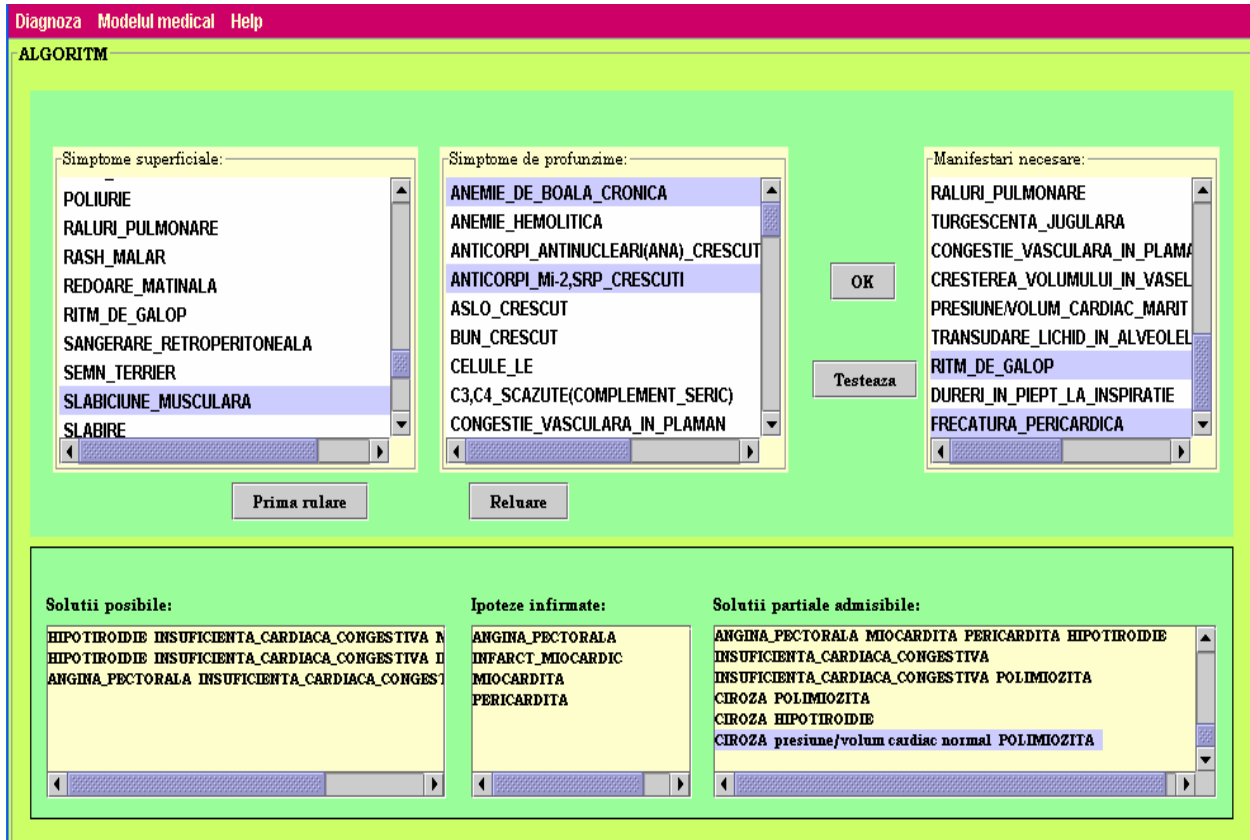 Diagnoza Modelul medical Help
ALGORITM
Simptome superficiale:
POLIURIE
RALURI_PULMONARE
RASH_MALAR
REDOARE_MATINALA
RITM_DE_GALOP
SANGERARE_RETROPERITONEALA
SEMN_TERRIER
SLABICIUNE_MUSCULARA
SLABIRE
Simptome de profunzime:
ANEMIE_DE_BOALA_CRONICA
ANEMIE_HEMOLITICA
ANTICORPI_ANTINUCLEARI(ANA)_CRESCUT
ANTICORPI_Mi-2,SRP_CRESCUTI
ASLO_CRESCUT
BUN_CRESCUT
CELULE_LE
C3,C4_SCAZUTE(COMPLEMENT_SERIC)
CONGESTIE_VASCULARA_IN_PLAMAN
OK
Testeaza
Manifestari necesare:
RALURI_PULMONARE
TURGESCENTA_JUGULARA
CONGESTIE_VASCULARA_IN_PLAMA
CRESTEREA_VOLUMULUI_IN_VASEL
PRESIUNE/VOLUM_CARDIAC_MARIT
TRANSUDARE_LICHID_IN_ALVEOLEL
RITM_DE_GALOP
DURERI_IN_PIEPT_LA_INSPIRATIE
FRECATURA_PERICARDICA
Prima rulare
Reluare
Solutii posibile:
HIPOTIROIDIE INSUFICIENTA_CARDIACA_CONGESTIVA
HIPOTIROIDIE INSUFICIENTA_CARDIACA_CONGESTIVA
ANGINA_PECTORALA INSUFICIENTA_CARDIACA_CONGEST
Ipoteze infirmate:
ANGINA_PECTORALA
INFARCT_MIOCARDIC
MIOCARDITA
PERICARDITA
Solutii partiale admisibile:
ANGINA_PECTORALA MIOCARDITA PERICARDITA HIPOTIROIDIE
INSUFICIENTA_CARDIACA_CONGESTIVA
INSUFICIENTA_CARDIACA_CONGESTIVA POLIMIOZITA
CIROZA POLIMIOZITA
CIROZA HIPOTIROIDIE
CIROZA presiune/volum cardiac normal POLIMIOZITA